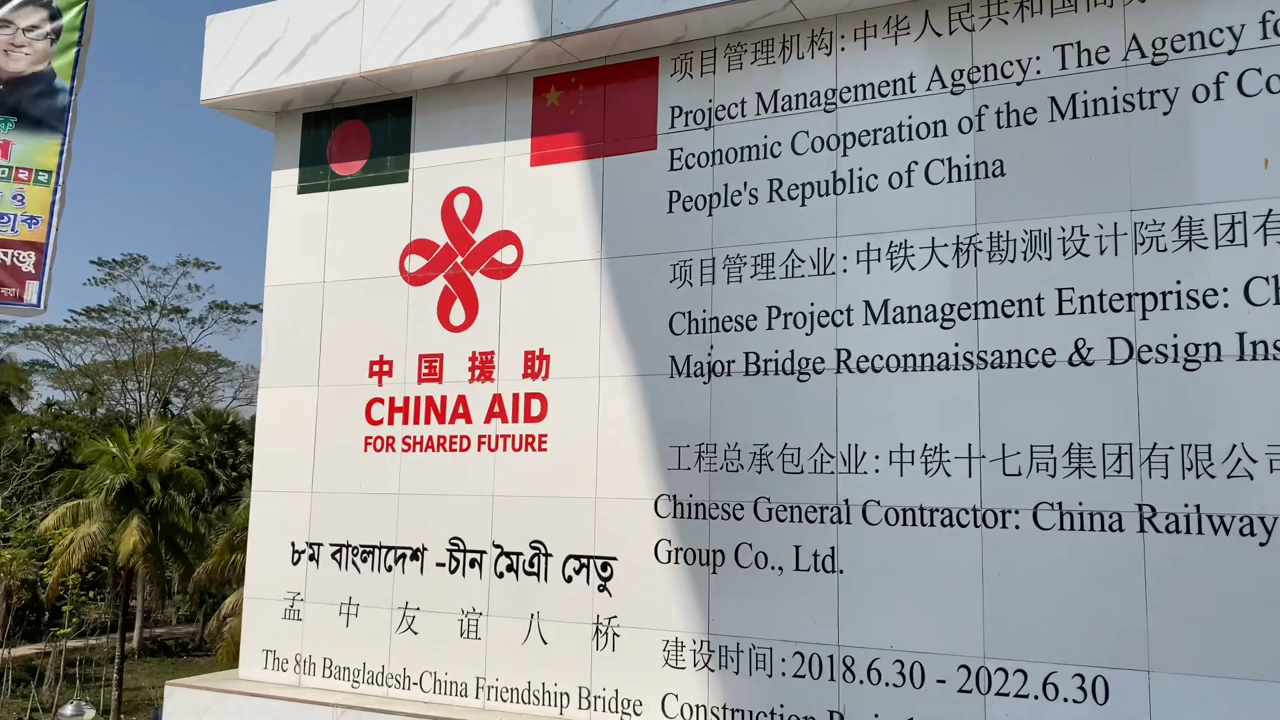 ২০২২
মঞ্জু
中国援助
CHINA AID
FOR SHARED FUTURE
৮ম বাংলাদেশ -চীন মৈত্রী সেতু
孟中友谊八桥
The 8th Bangladesh-China Friendship Bridge
项目管理机构:中华人民共和国商务
Project Management Agency: The Agency fo
Economic Cooperation of the Ministry of Co
People's Republic of China
项目管理企业:中铁大桥勘测设计院集团有
Chinese Project Management Enterprise: Ch
Major Bridge Reconnaissance & Design Ins
工程总承包企业:中铁十七局集团有限公司
Chinese General Contractor: China Railway
Group Co., Ltd.
建设时间:2018.6.30 - 2022.6.30
Construction